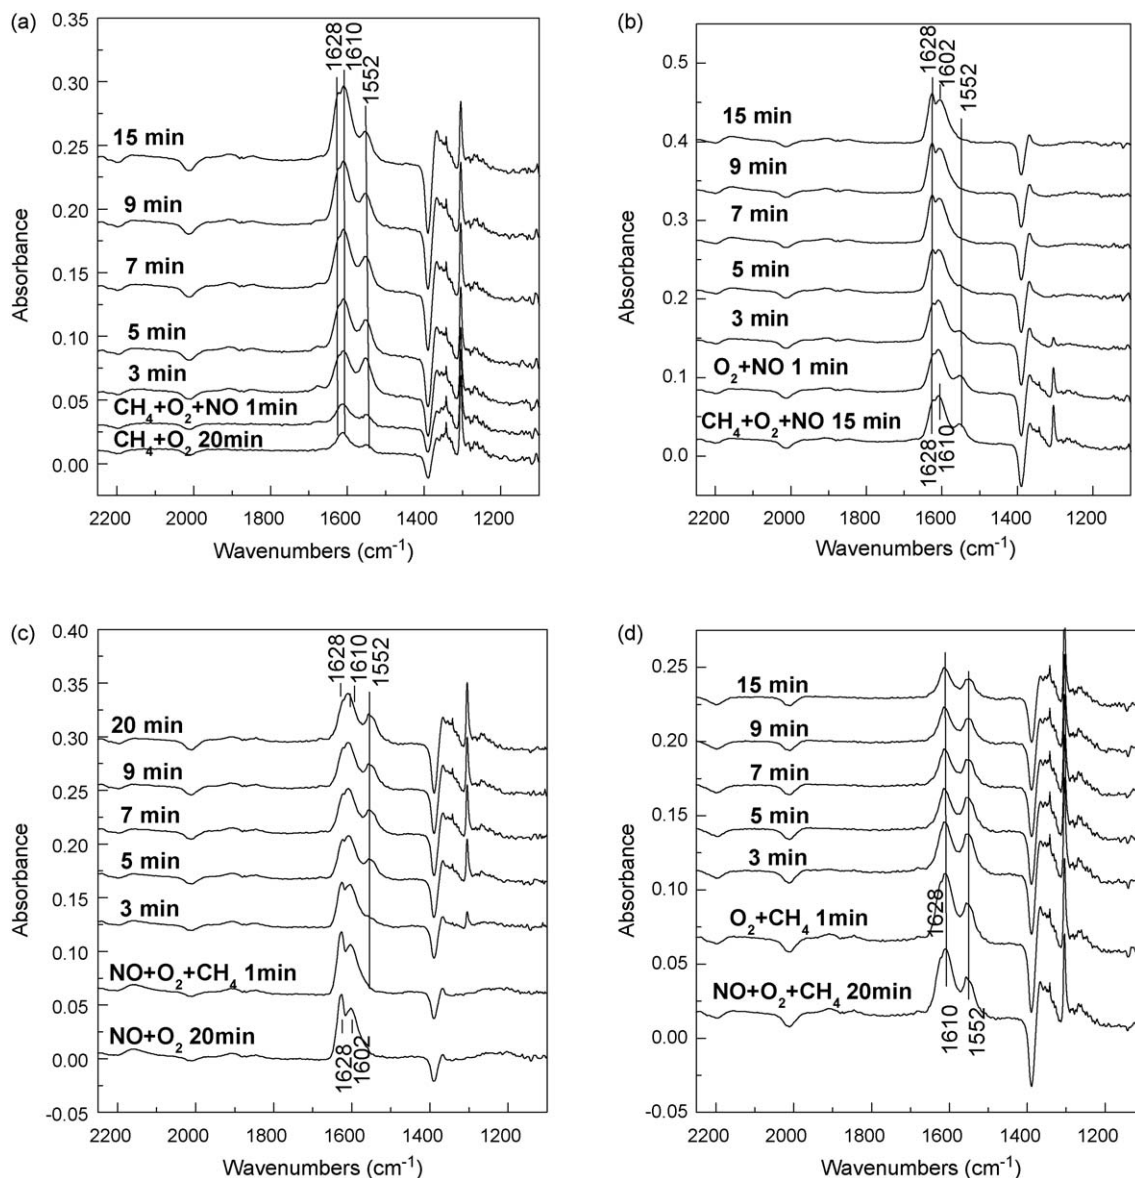 (a)
0.35
0.30
0.25
0.20
0.15
0.10
0.05
0.00
Absorbance
1628
1610
1552
15 min
9 min
7 min
5 min
3 min
CH₄+O₂+NO 1min
CH₄+O₂ 20min
2200 2000 1800 1600 1400 1200
Wavenumbers (cm⁻¹)
(b)
0.5
0.4
0.3
0.2
0.1
0.0
Absorbance
1628
1602
1552
15 min
9 min
7 min
5 min
3 min
O₂+NO 1 min
CH₄+O₂+NO 15 min
1628
1610
2200 2000 1800 1600 1400 1200
Wavenumbers (cm⁻¹)
(c)
0.40
0.35
0.30
0.25
0.20
0.15
0.10
0.05
0.00
-0.05
Absorbance
1628
1610
1552
20 min
9 min
7 min
5 min
3 min
NO+O₂+CH₄ 1min
NO+O₂ 20min
1628
1602
2200 2000 1800 1600 1400 1200
Wavenumbers (cm⁻¹)
(d)
0.25
0.20
0.15
0.10
0.05
0.00
-0.05
Absorbance
15 min
9 min
7 min
5 min
3 min
O₂+CH₄ 1min
NO+O₂+CH₄ 20min
1628
1610
1552
2200 2000 1800 1600 1400 1200
Wavenumbers (cm⁻¹)